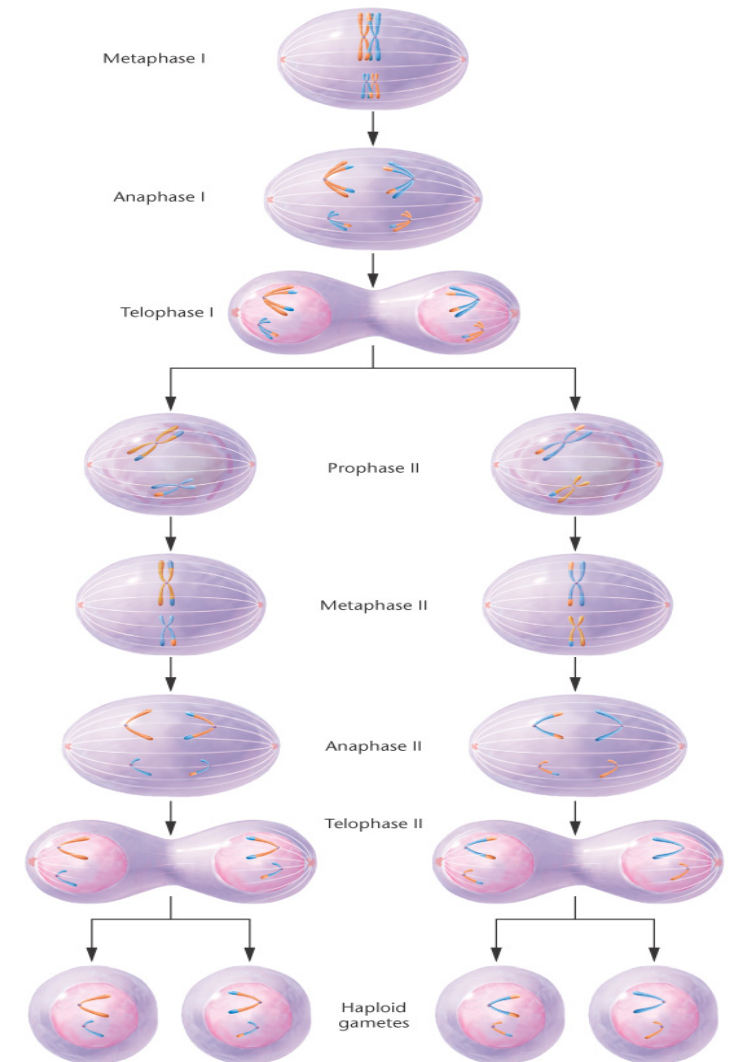 Metaphase I
Anaphase I
Telophase I
Prophase II
Metaphase II
Anaphase II
Telophase II
Haploid
gametes